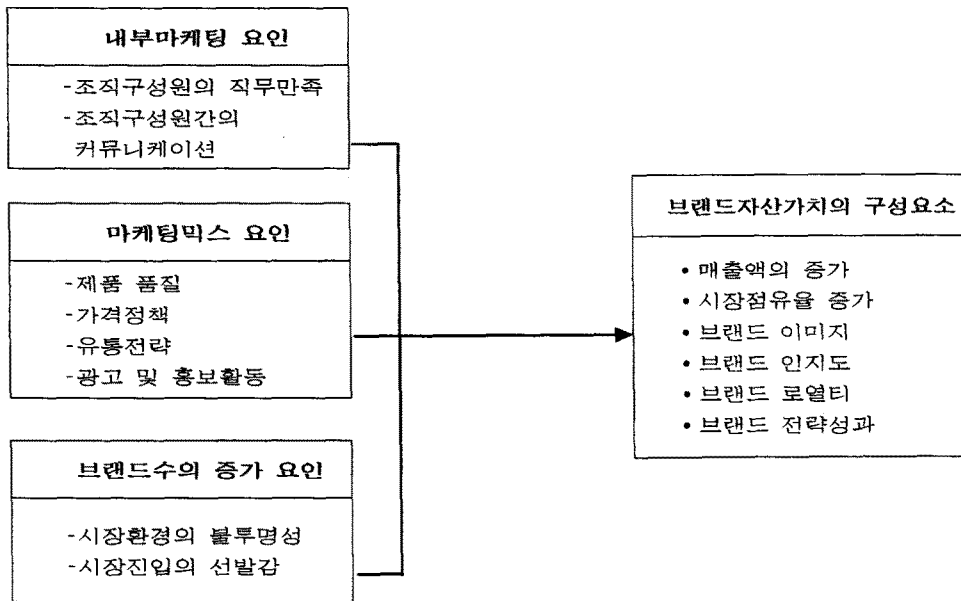 내부마케팅 요인
-조직구성원의 직무만족
-조직구성원간의
커뮤니케이션
마케팅믹스 요인
-제품 품질
-가격정책
-유통전략
-광고 및 홍보활동
브랜드수의 증가 요인
-시장환경의 불투명성
-시장진입의 선발감
브랜드자산가치의 구성요소
• 매출액의 증가
• 시장점유율 증가
• 브랜드 이미지
• 브랜드 인지도
• 브랜드 로열티
• 브랜드 전략성과